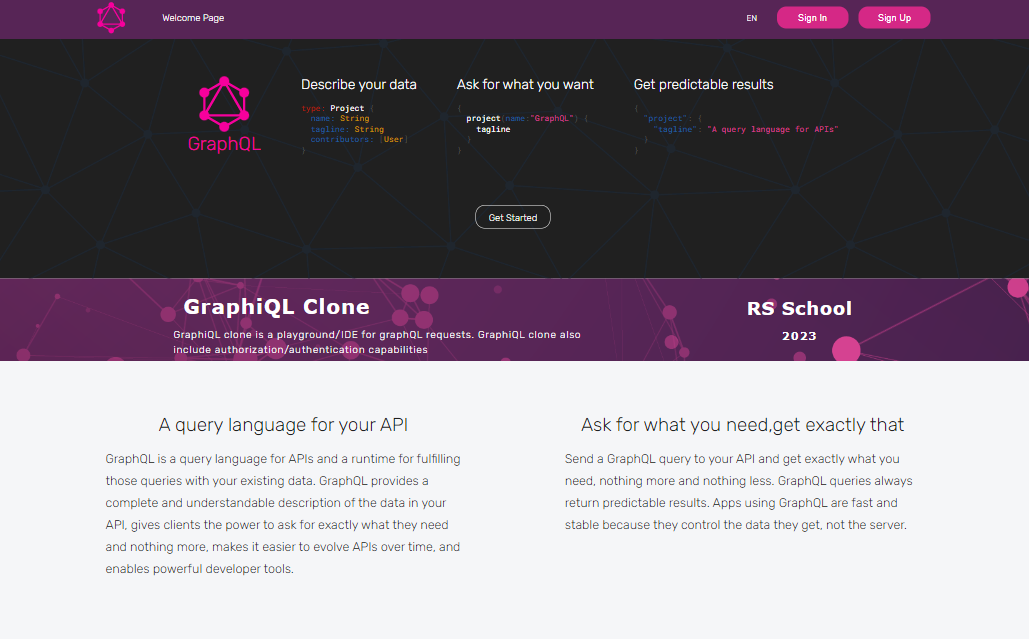 Welcome Page
EN
Sign In
Sign Up
GraphQL
Describe your data
type: Project {
name: String
tagline: String
contributors: [User]
}
Ask for what you want
{
project(name:"GraphQL") {
tagline
}
}
Get predictable results
{
"project": {
"tagline": "A query language for APIs"
}
}
Get Started
GraphiQL Clone
GraphiQL clone is a playground/IDE for graphQL requests. GraphiQL clone also
include authorization/authentication capabilities
RS School
2023
A query language for your API
GraphQL is a query language for APIs and a runtime for fulfilling
those queries with your existing data. GraphQL provides a
complete and understandable description of the data in your
API, gives clients the power to ask for exactly what they need
and nothing more, makes it easier to evolve APIs over time, and
enables powerful developer tools.
Ask for what you need,get exactly that
Send a GraphQL query to your API and get exactly what you
need, nothing more and nothing less. GraphQL queries always
return predictable results. Apps using GraphQL are fast and
stable because they control the data they get, not the server.